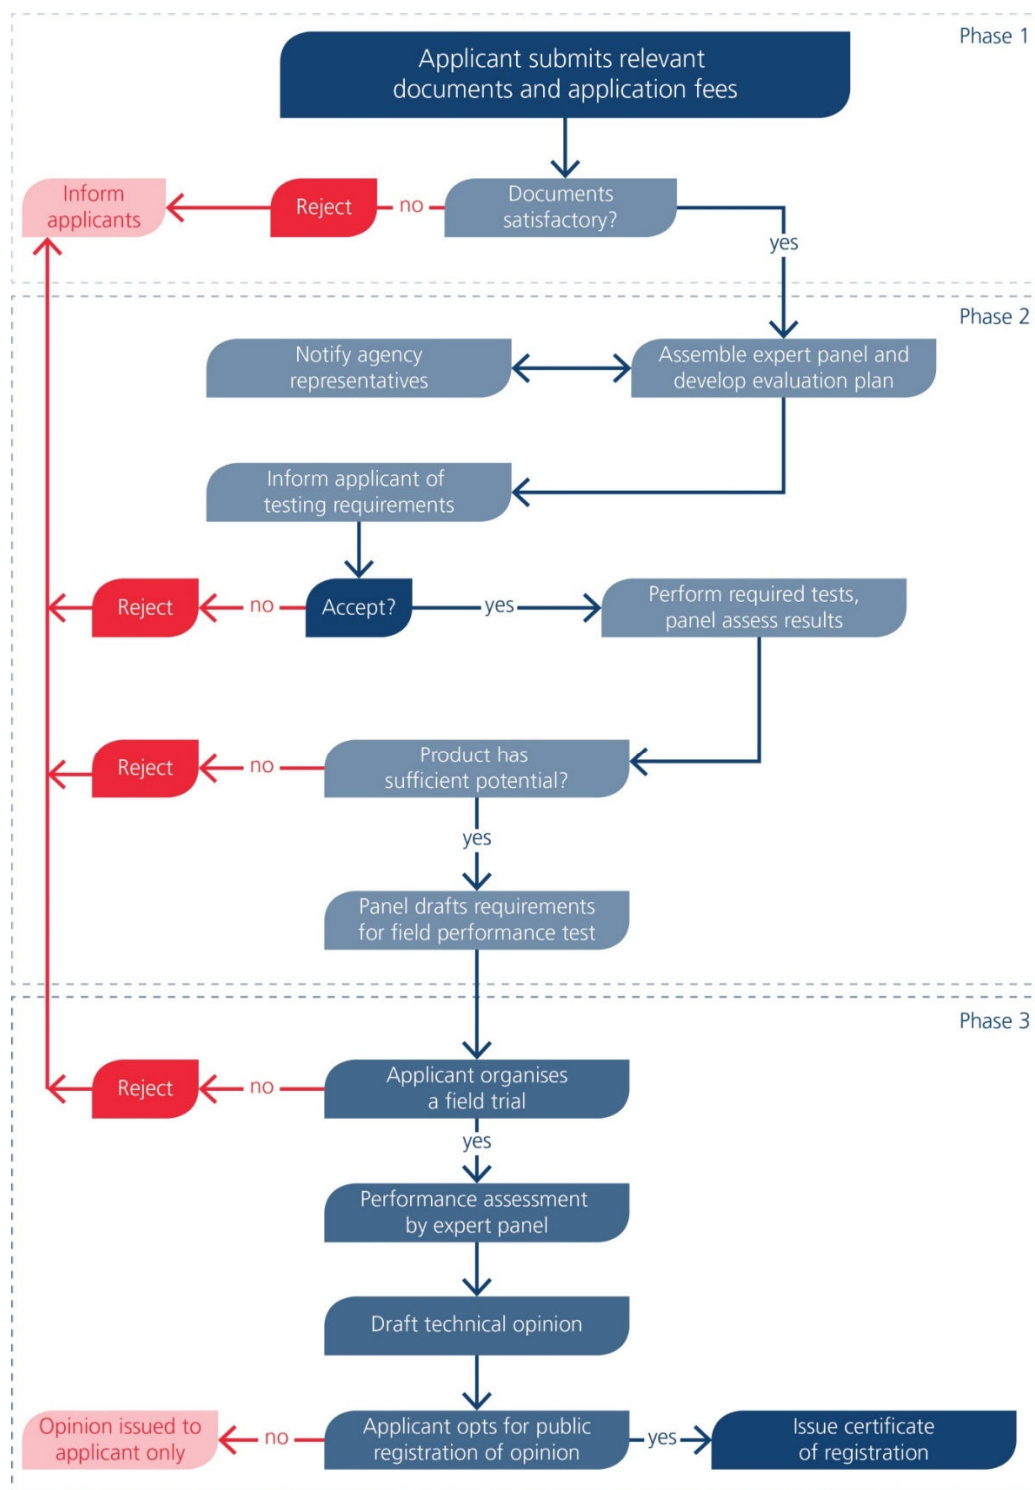 Phase 1
Applicant submits relevant
documents and application fees
Inform
applicants
Reject
no
Documents
satisfactory?
yes
Phase 2
Notify agency
representatives
Assemble expert panel and
develop evaluation plan
Inform applicant of
testing requirements
Reject
no
Accept?
yes
Perform required tests,
panel assess results
Reject
no
Product has
sufficient potential?
yes
Panel drafts requirements
for field performance test
Phase 3
Reject
no
Applicant organises
a field trial
yes
Performance assessment
by expert panel
Draft technical opinion
Opinion issued to
applicant only
no
Applicant opts for public
registration of opinion
yes
Issue certificate
of registration